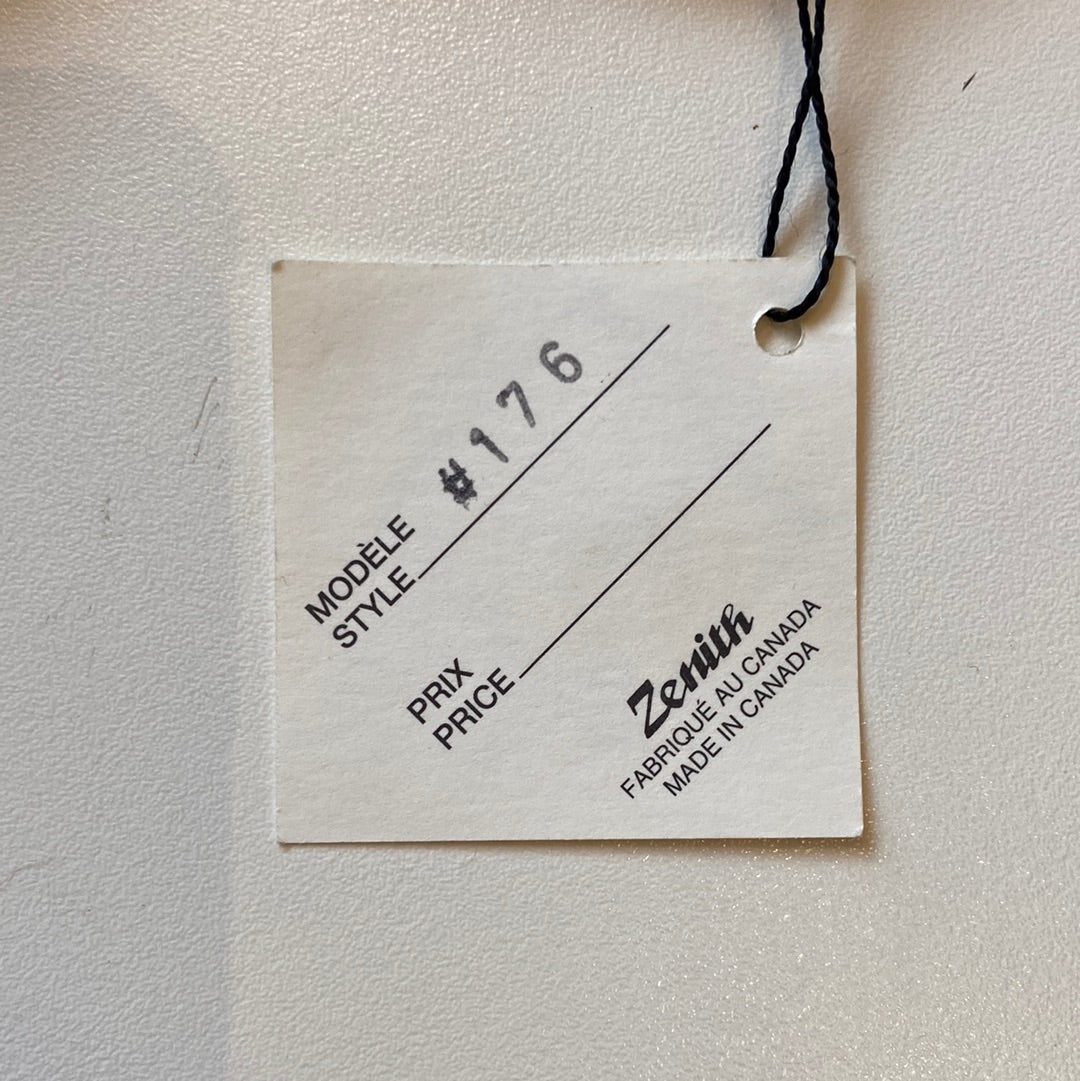 MODÈLE
STYLE #176
PRIX
PRICE
Zenith
FABRIQUÉ AU CANADA
MADE IN CANADA